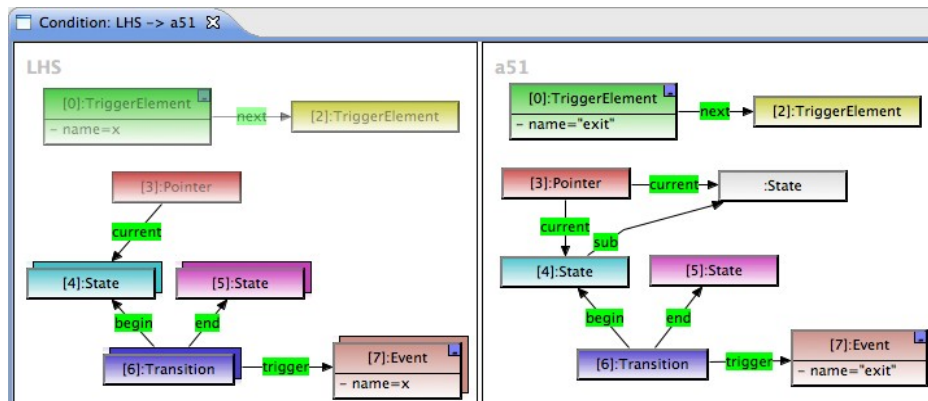 Condition: LHS -> a51
LHS
[0]:TriggerElement
- name=x
next
[2]:TriggerElement
[3]:Pointer
current
[4]:State
[5]:State
begin
end
[6]:Transition
trigger
[7]:Event
- name=x
a51
[0]:TriggerElement
- name="exit"
next
[2]:TriggerElement
[3]:Pointer
current
:State
current
sub
[4]:State
[5]:State
begin
end
[6]:Transition
trigger
[7]:Event
- name="exit"